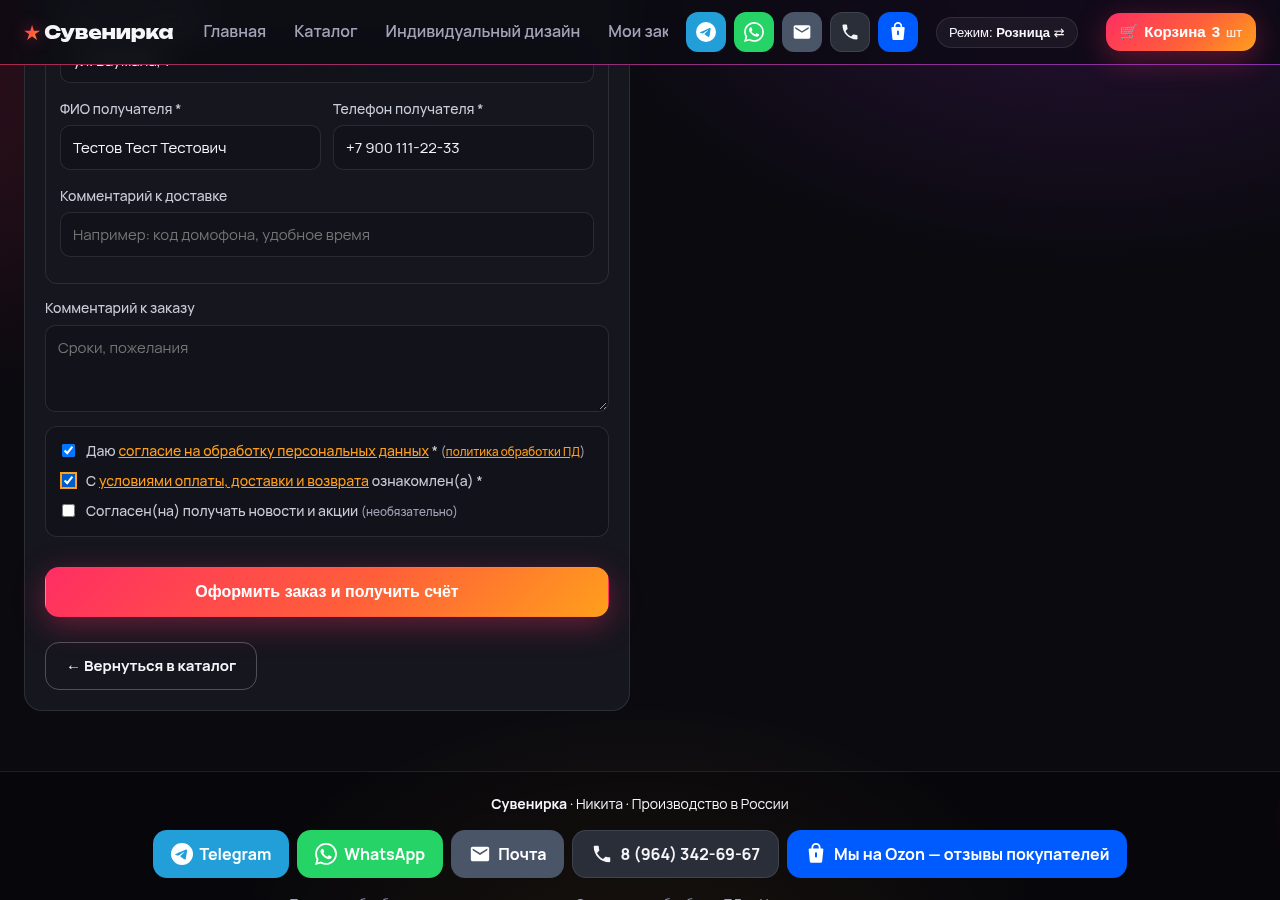 Сувенирка Главная Каталог Индивидуальный дизайн Мои зак Режим: Розница ⇄ Корзина 3 шт
ФИО получателя * Телефон получателя *
Тестов Тест Тестович +7 900 111-22-33
Комментарий к доставке
Например: код домофона, удобное время
Комментарий к заказу
Сроки, пожелания
Даю согласие на обработку персональных данных * (политика обработки ПД)
С условиями оплаты, доставки и возврата ознакомлен(а) *
Согласен(на) получать новости и акции (необязательно)
Оформить заказ и получить счёт
← Вернуться в каталог
Сувенирка · Никита · Производство в России
Telegram WhatsApp Почта 8 (964) 342-69-67 Мы на Ozon — отзывы покупателей